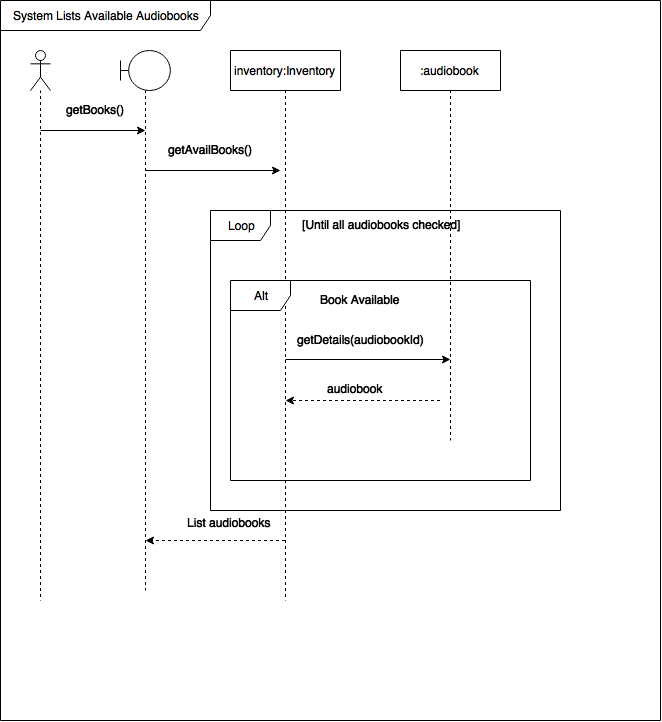 System Lists Available Audiobooks
inventory:Inventory
:audiobook
getBooks()
getAvailBooks()
Loop
[Until all audiobooks checked]
Alt
Book Available
getDetails(audiobookId)
audiobook
List audiobooks